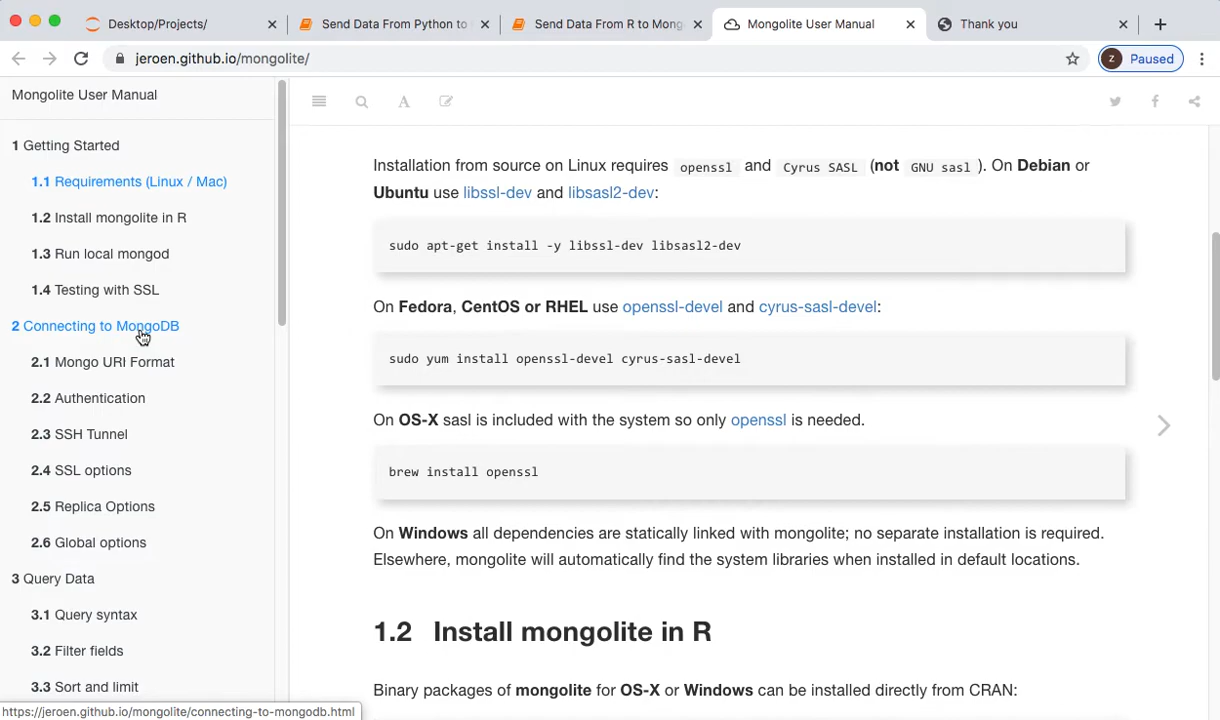 Desktop/Projects/
Send Data From Python to
Send Data From R to Mong
Mongolite User Manual
Thank you
jeroen.github.io/mongolite/
z Paused
Mongolite User Manual
1 Getting Started
1.1 Requirements (Linux / Mac)
1.2 Install mongolite in R
1.3 Run local mongod
1.4 Testing with SSL
2 Connecting to MongoDB
2.1 Mongo URI Format
2.2 Authentication
2.3 SSH Tunnel
2.4 SSL options
2.5 Replica Options
2.6 Global options
3 Query Data
3.1 Query syntax
3.2 Filter fields
3.3 Sort and limit
https://jeroen.github.io/mongolite/connecting-to-mongodb.html
A
Installation from source on Linux requires openssl and Cyrus SASL (not GNU sasl ). On Debian or
Ubuntu use libssl-dev and libsasl2-dev:
sudo apt-get install -y libssl-dev libsasl2-dev
On Fedora, CentOS or RHEL use openssl-devel and cyrus-sasl-devel:
sudo yum install openssl-devel cyrus-sasl-devel
On OS-X sasl is included with the system so only openssl is needed.
brew install openssl
On Windows all dependencies are statically linked with mongolite; no separate installation is required.
Elsewhere, mongolite will automatically find the system libraries when installed in default locations.
1.2 Install mongolite in R
Binary packages of mongolite for OS-X or Windows can be installed directly from CRAN: